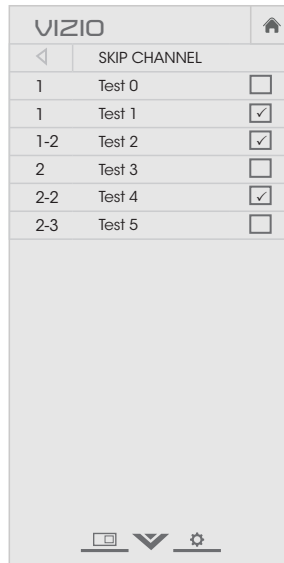 VIZIO
SKIP CHANNEL
1 Test 0
1 Test 1
1-2 Test 2
2 Test 3
2-2 Test 4
2-3 Test 5